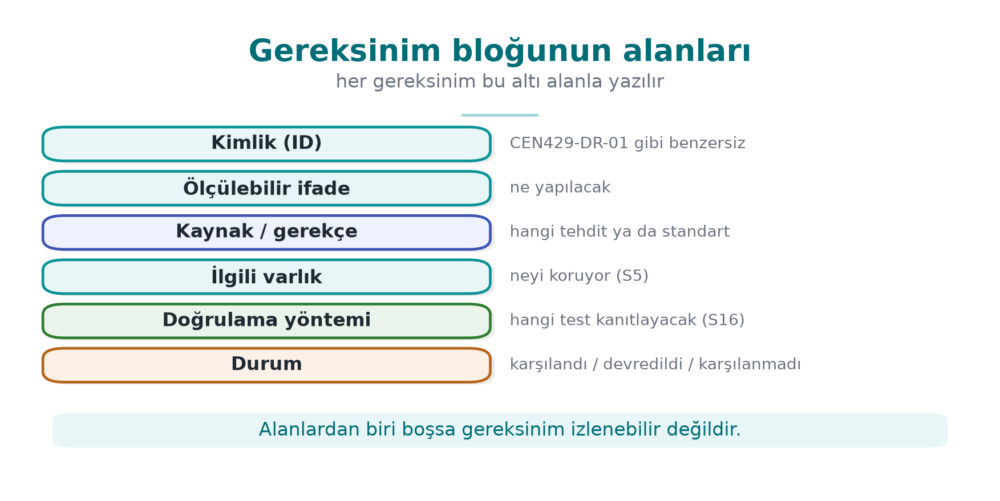 Gereksinim bloğunun alanları
her gereksinim bu altı alanla yazılır
Kimlik (ID)
CEN429-DR-01 gibi benzersiz
Ölçülebilir ifade
ne yapılacak
Kaynak / gerekçe
hangi tehdit ya da standart
İlgili varlık
neyi koruyor (S5)
Doğrulama yöntemi
hangi test kanıtlayacak (S16)
Durum
karşılandı / devredildi / karşılanmadı
Alanlardan biri boşsa gereksinim izlenebilir değildir.